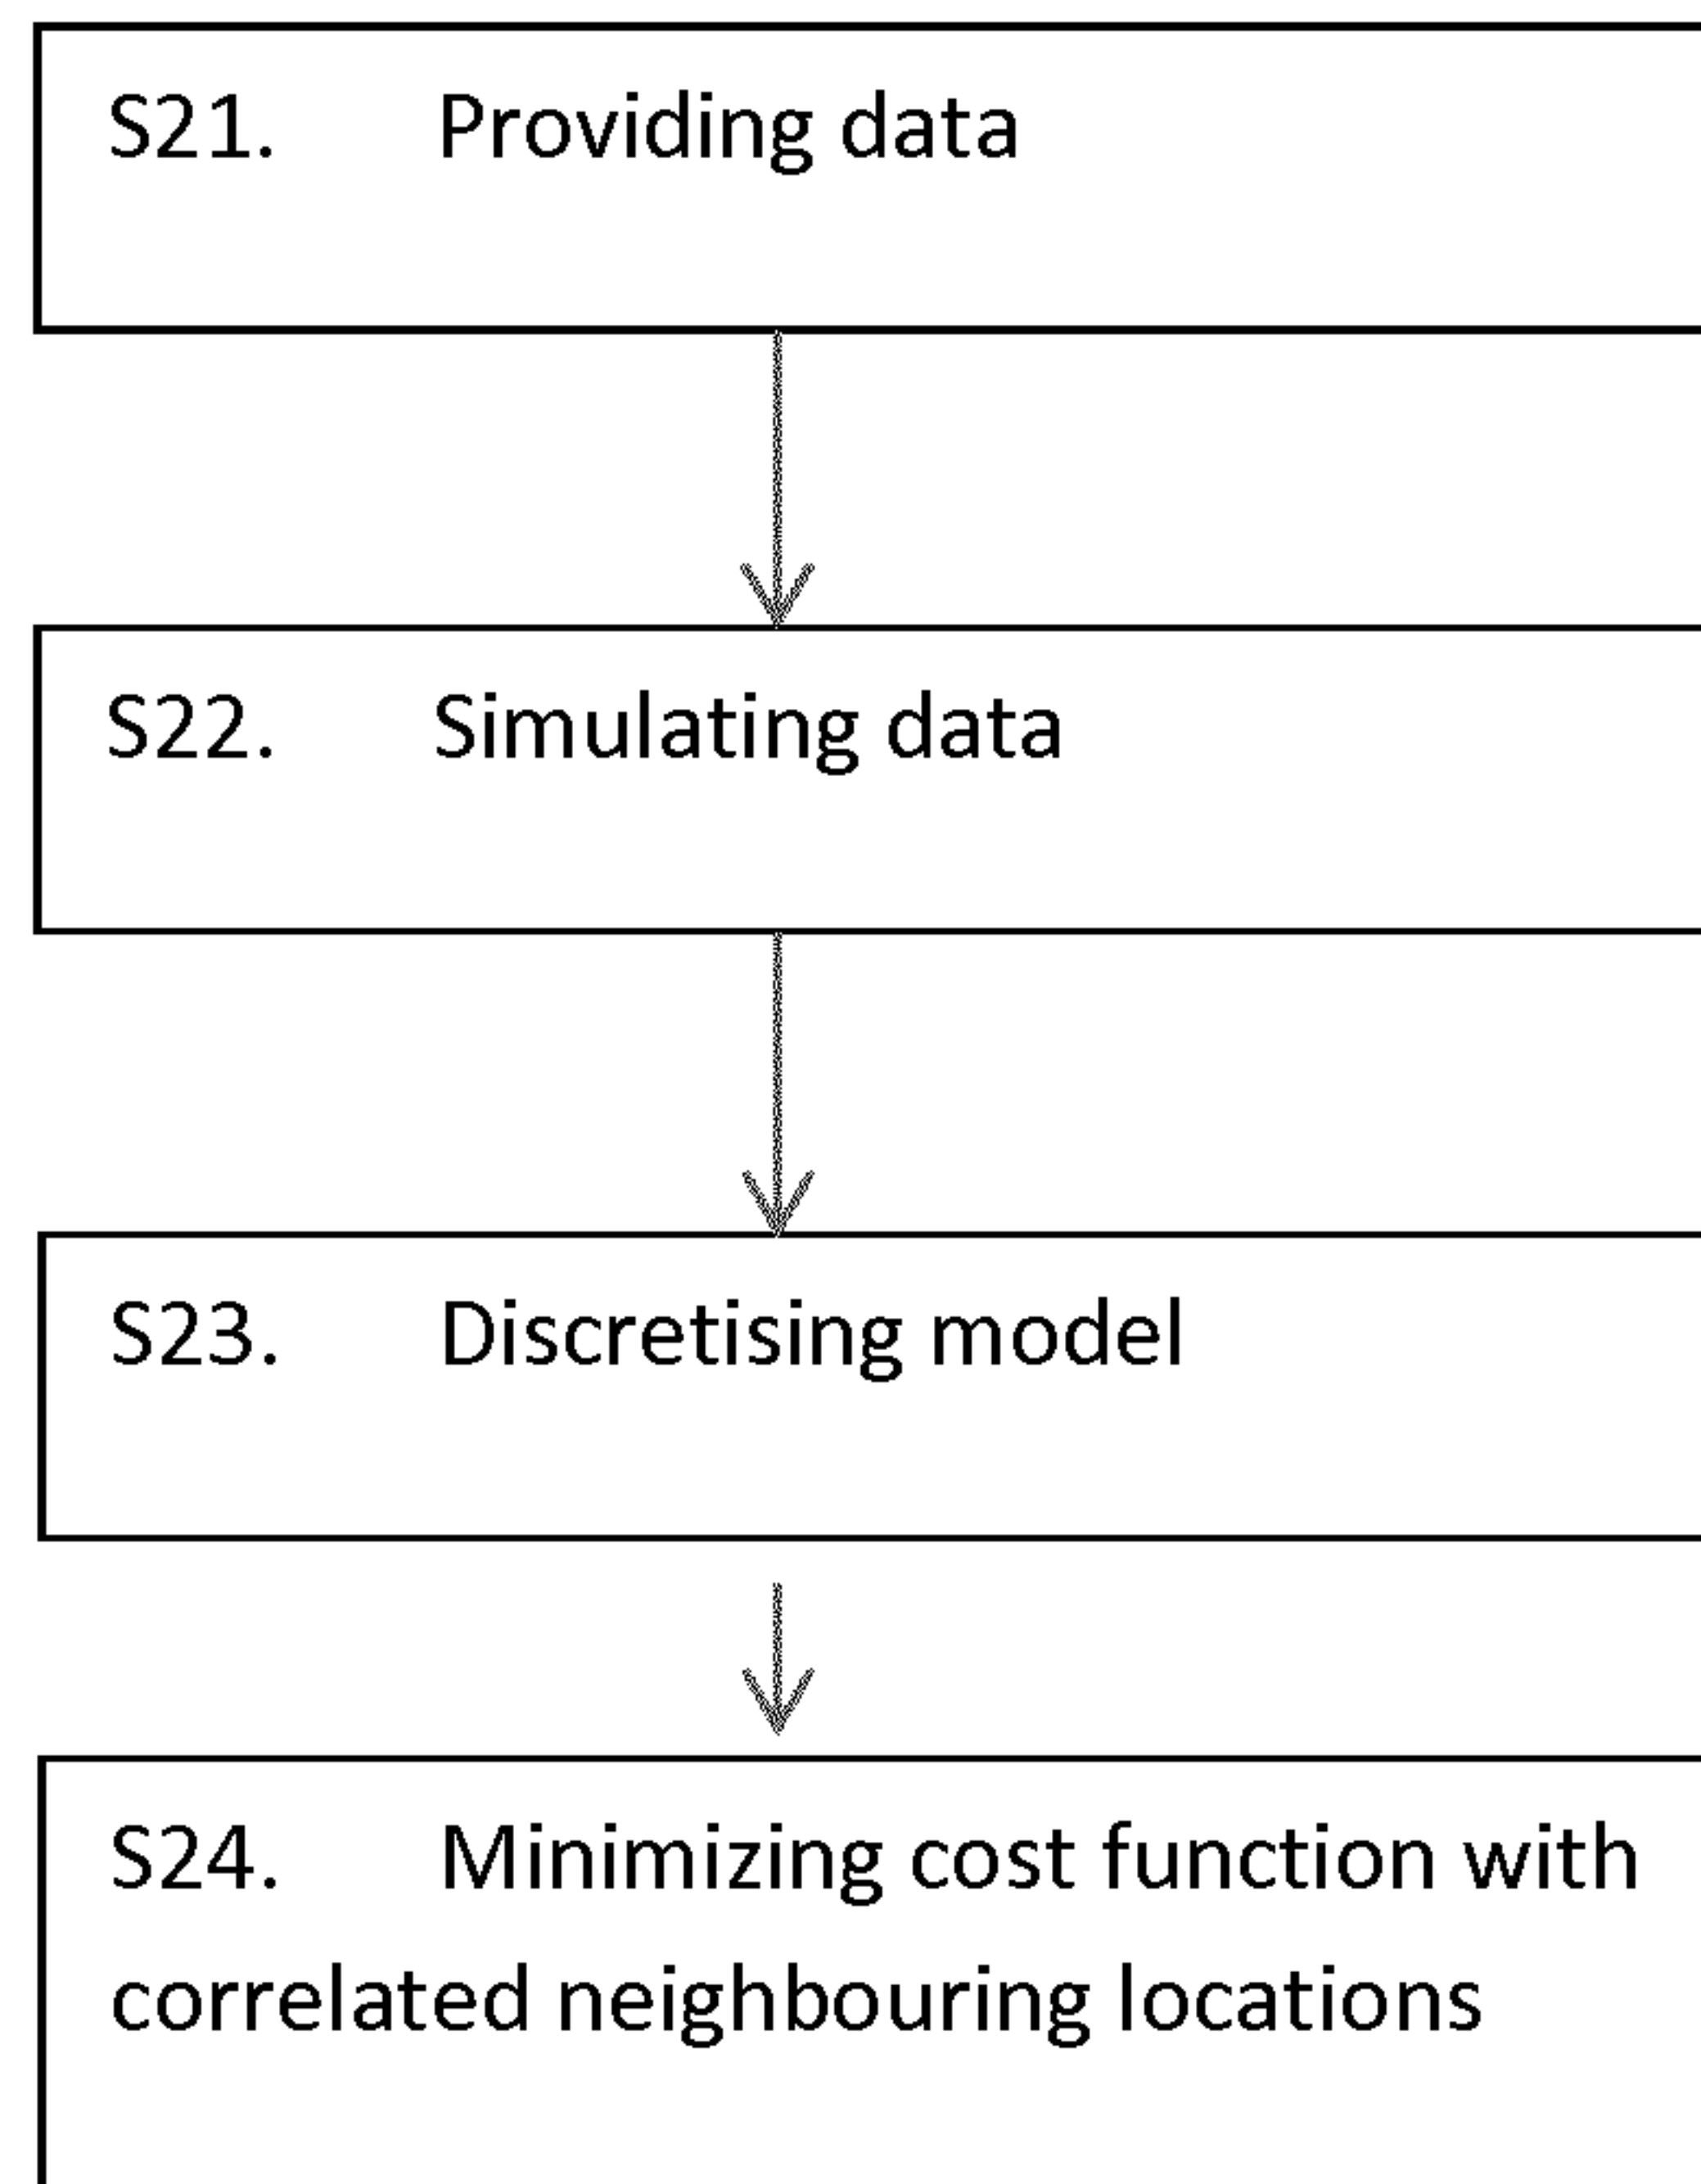 S21. Providing data
S22. Simulating data
S23. Discretising model
S24. Minimizing cost function with
correlated neighbouring locations